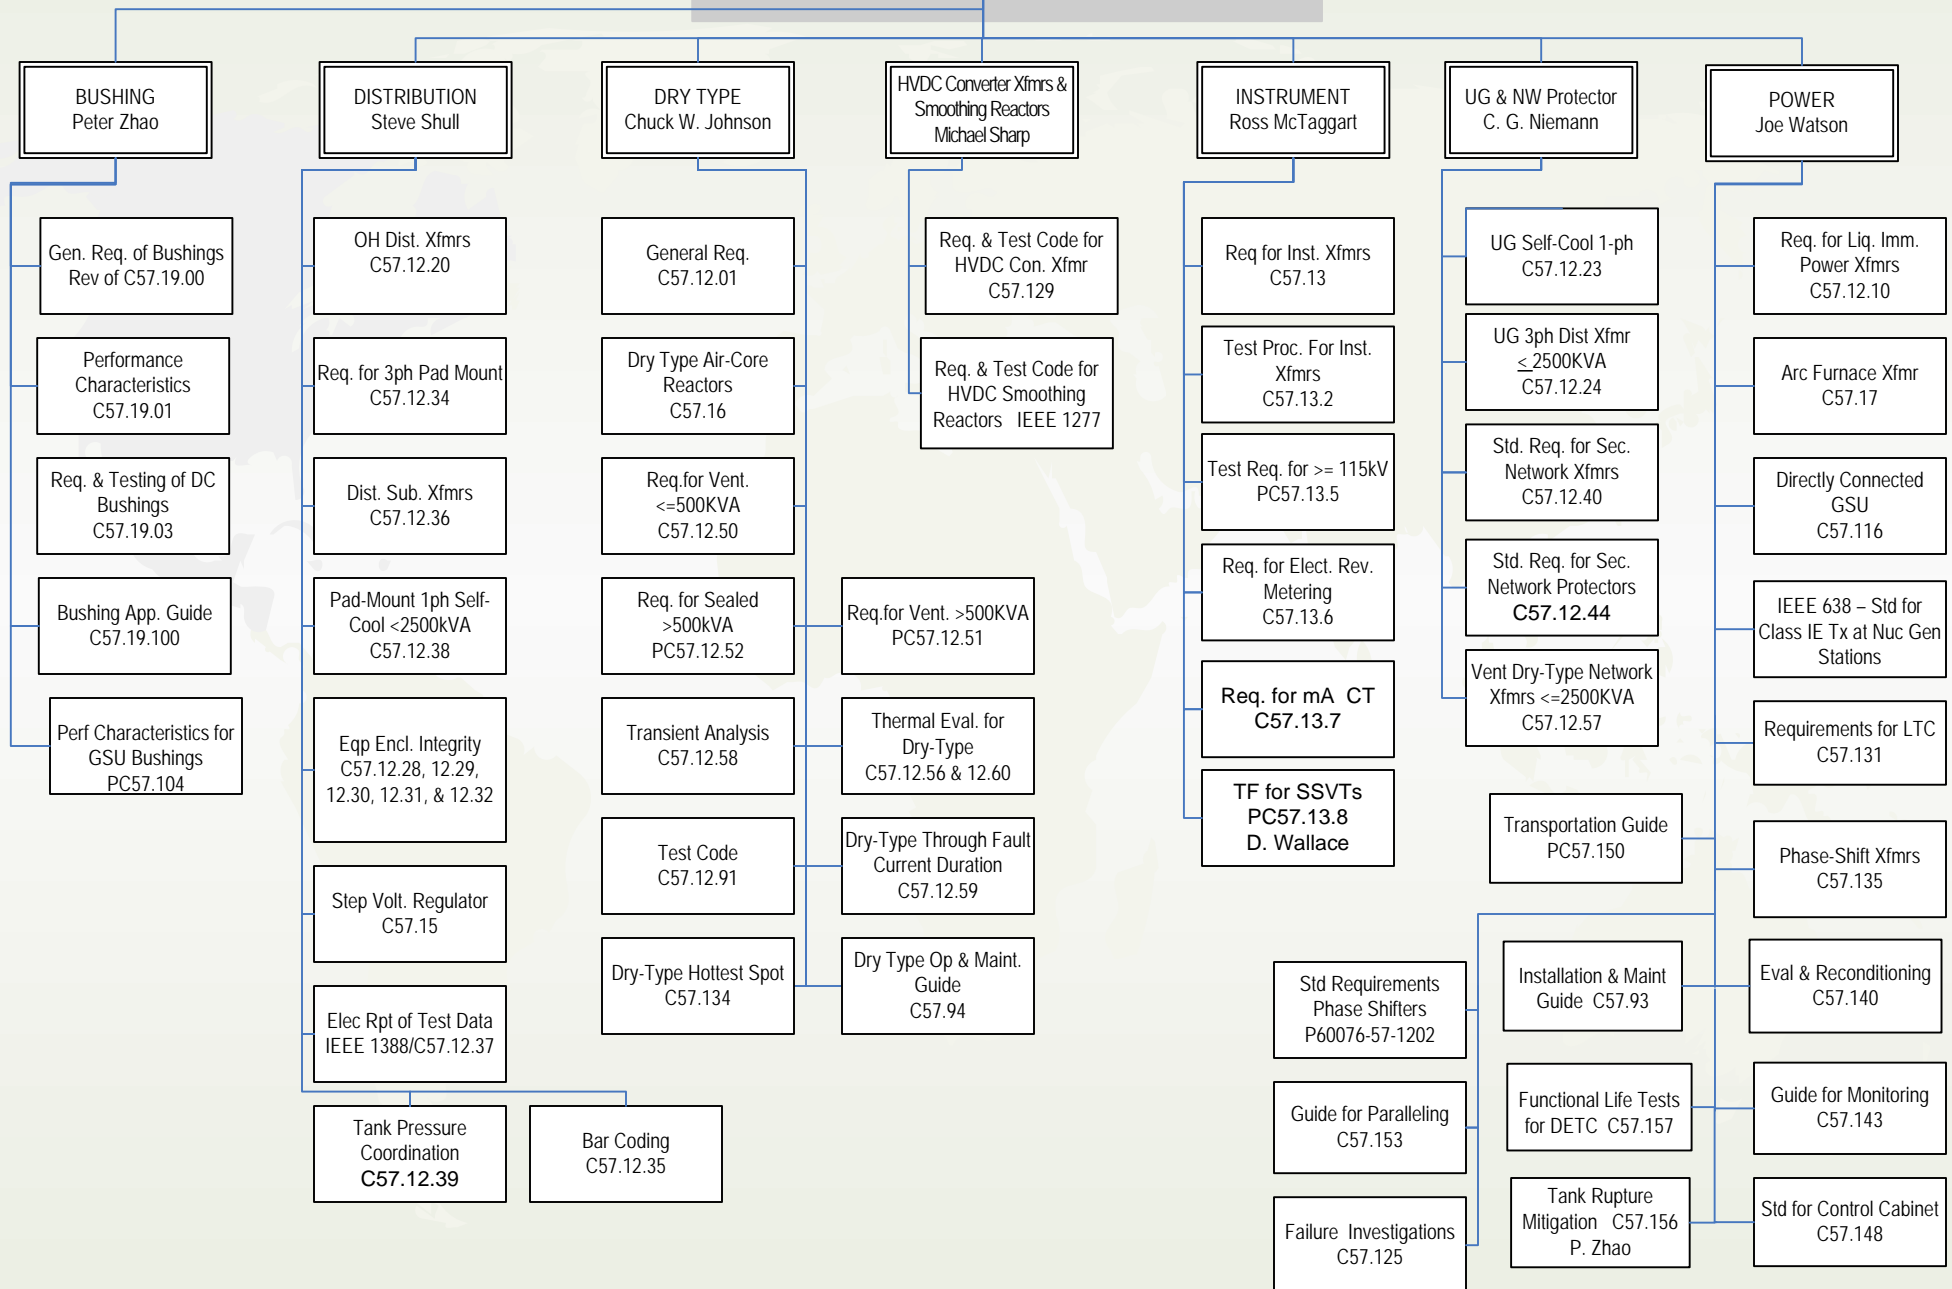 BUSHING
Peter Zhao
DISTRIBUTION
Steve Shull
DRY TYPE
Chuck W. Johnson
HVDC Converter Xfmrs &
Smoothing Reactors
Michael Sharp
INSTRUMENT
Ross McTaggart
UG & NW Protector
C. G. Niemann
POWER
Joe Watson
Gen. Req. of Bushings
Rev of C57.19.00
Performance
Characteristics
C57.19.01
Req. & Testing of DC
Bushings
C57.19.03
Bushing App. Guide
C57.19.100
Perf Characteristics for
GSU Bushings
PC57.104
OH Dist. Xfmrs
C57.12.20
Req. for 3ph Pad Mount
C57.12.34
Dist. Sub. Xfmrs
C57.12.36
Pad-Mount 1ph Self-
Cool <2500kVA
C57.12.38
Eqp Encl. Integrity
C57.12.28, 12.29,
12.30, 12.31, & 12.32
Step Volt. Regulator
C57.15
Elec Rpt of Test Data
IEEE 1388/C57.12.37
Tank Pressure
Coordination
C57.12.39
Bar Coding
C57.12.35
General Req.
C57.12.01
Dry Type Air-Core
Reactors
C57.16
Req.for Vent.
<=500KVA
C57.12.50
Req. for Sealed
>500kVA
PC57.12.52
Transient Analysis
C57.12.58
Test Code
C57.12.91
Dry-Type Hottest Spot
C57.134
Req.for Vent. >500KVA
PC57.12.51
Thermal Eval. for
Dry-Type
C57.12.56 & 12.60
Dry-Type Through Fault
Current Duration
C57.12.59
Dry Type Op & Maint.
Guide
C57.94
Req. & Test Code for
HVDC Con. Xfmr
C57.129
Req. & Test Code for
HVDC Smoothing
Reactors IEEE 1277
Req for Inst. Xfmrs
C57.13
Test Proc. For Inst.
Xfmrs
C57.13.2
Test Req. for >= 115kV
PC57.13.5
Req. for Elect. Rev.
Metering
C57.13.6
Req. for mA CT
C57.13.7
TF for SSVTs
PC57.13.8
D. Wallace
UG Self-Cool 1-ph
C57.12.23
UG 3ph Dist Xfmr
< 2500KVA
C57.12.24
Std. Req. for Sec.
Network Xfmrs
C57.12.40
Std. Req. for Sec.
Network Protectors
C57.12.44
Vent Dry-Type Network
Xfmrs <=2500KVA
C57.12.57
Req. for Liq. Imm.
Power Xfmrs
C57.12.10
Arc Furnace Xfmr
C57.17
Directly Connected
GSU
C57.116
IEEE 638 – Std for
Class IE Tx at Nuc Gen
Stations
Requirements for LTC
C57.131
Transportation Guide
PC57.150
Phase-Shift Xfmrs
C57.135
Std Requirements
Phase Shifters
P60076-57-1202
Installation & Maint
Guide C57.93
Eval & Reconditioning
C57.140
Guide for Paralleling
C57.153
Functional Life Tests
for DETC C57.157
Guide for Monitoring
C57.143
Failure Investigations
C57.125
Tank Rupture
Mitigation C57.156
P. Zhao
Std for Control Cabinet
C57.148